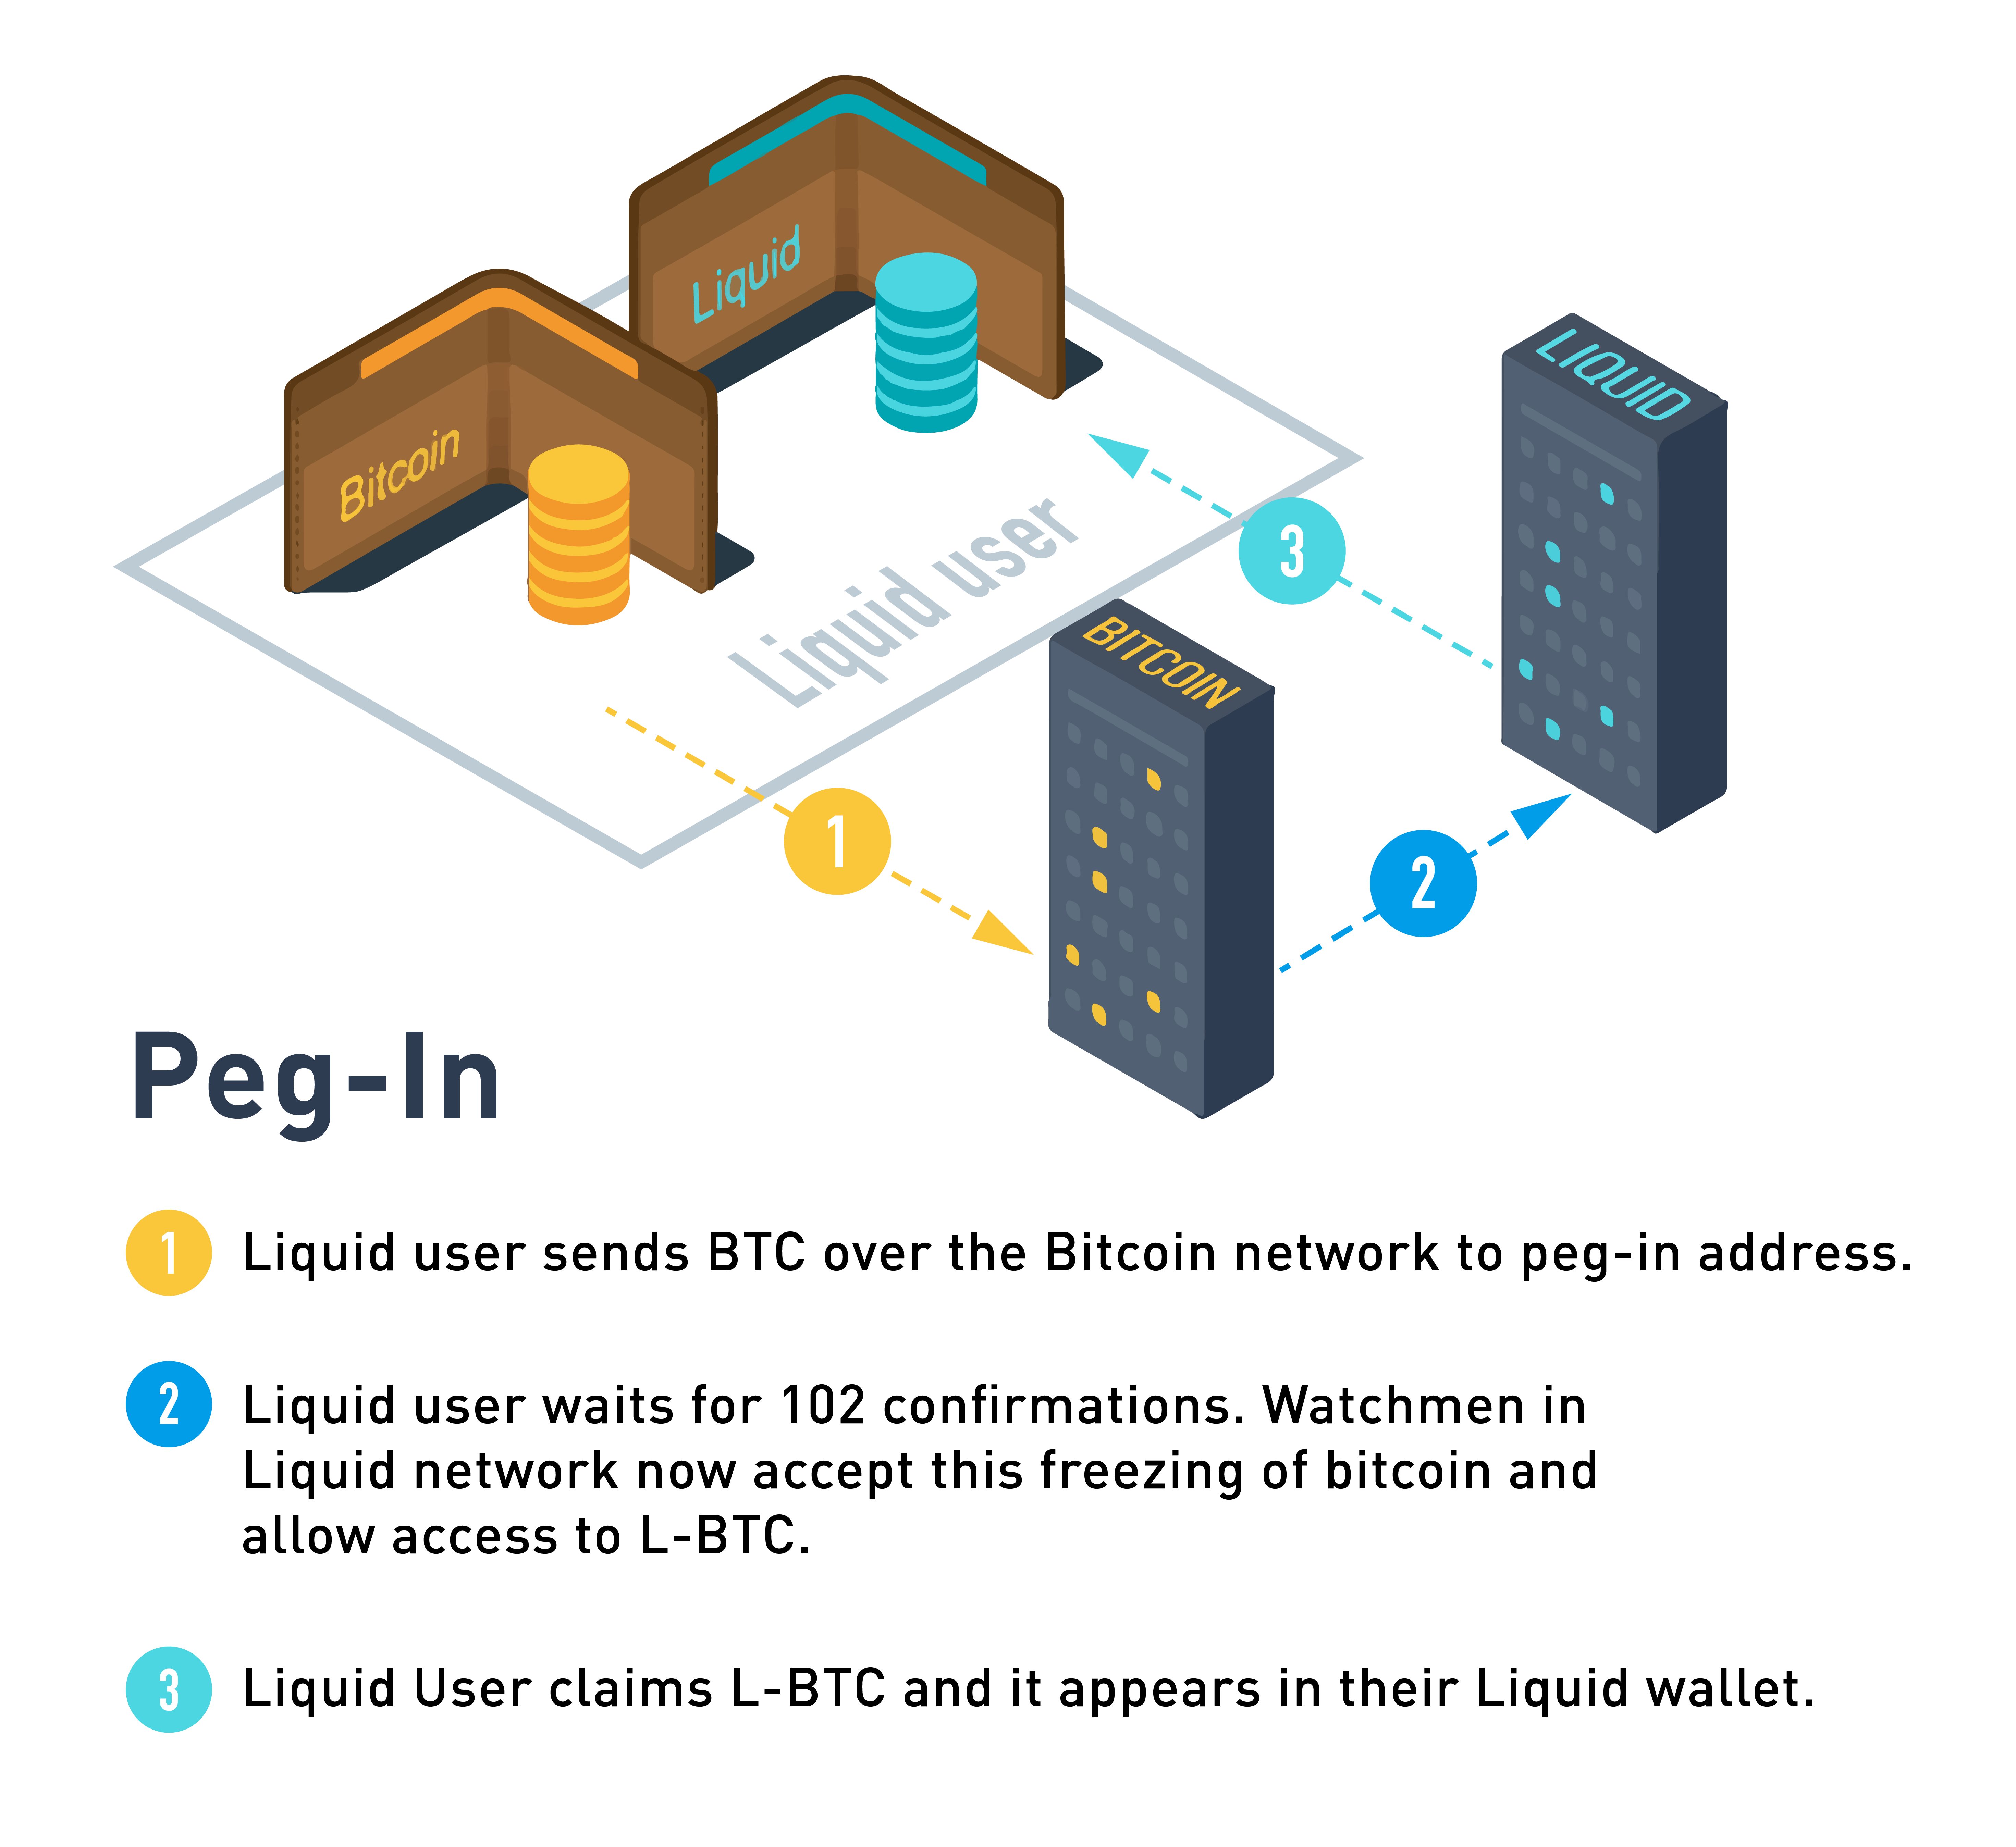 Liquid
LIQUID
Bitcoin
Liquid user
3
BITCOIN
1
2
Peg-In
1 Liquid user sends BTC over the Bitcoin network to peg-in address.
2 Liquid user waits for 102 confirmations. Watchmen in
Liquid network now accept this freezing of bitcoin and
allow access to L-BTC.
3 Liquid User claims L-BTC and it appears in their Liquid wallet.